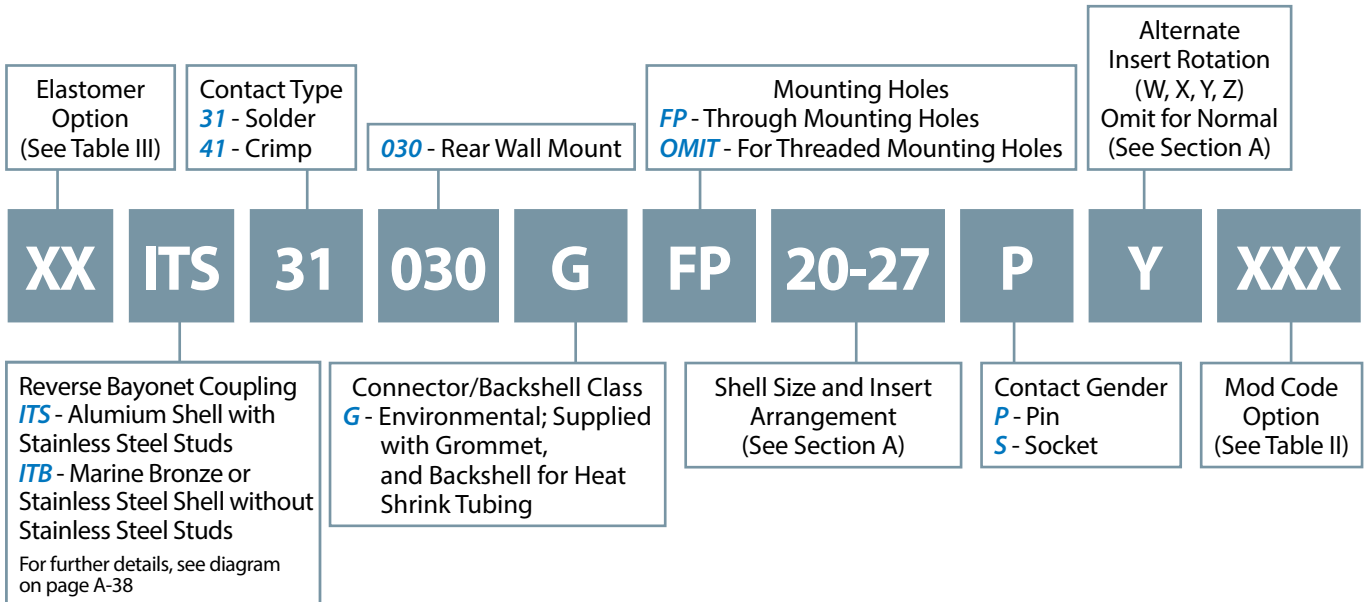 Elastomer
Option
(See Table III)
Contact Type
31 - Solder
41 - Crimp
030 - Rear Wall Mount
Mounting Holes
FP - Through Mounting Holes
OMIT - For Threaded Mounting Holes
Alternate
Insert Rotation
(W, X, Y, Z)
Omit for Normal
(See Section A)
XX ITS 31 030 G FP 20-27 P Y XXX
Reverse Bayonet Coupling
ITS - Alumium Shell with
Stainless Steel Studs
ITB - Marine Bronze or
Stainless Steel Shell without
Stainless Steel Studs
For further details, see diagram
on page A-38
Connector/Backshell Class
G - Environmental; Supplied
with Grommet,
and Backshell for Heat
Shrink Tubing
Shell Size and Insert
Arrangement
(See Section A)
Contact Gender
P - Pin
S - Socket
Mod Code
Option
(See Table II)